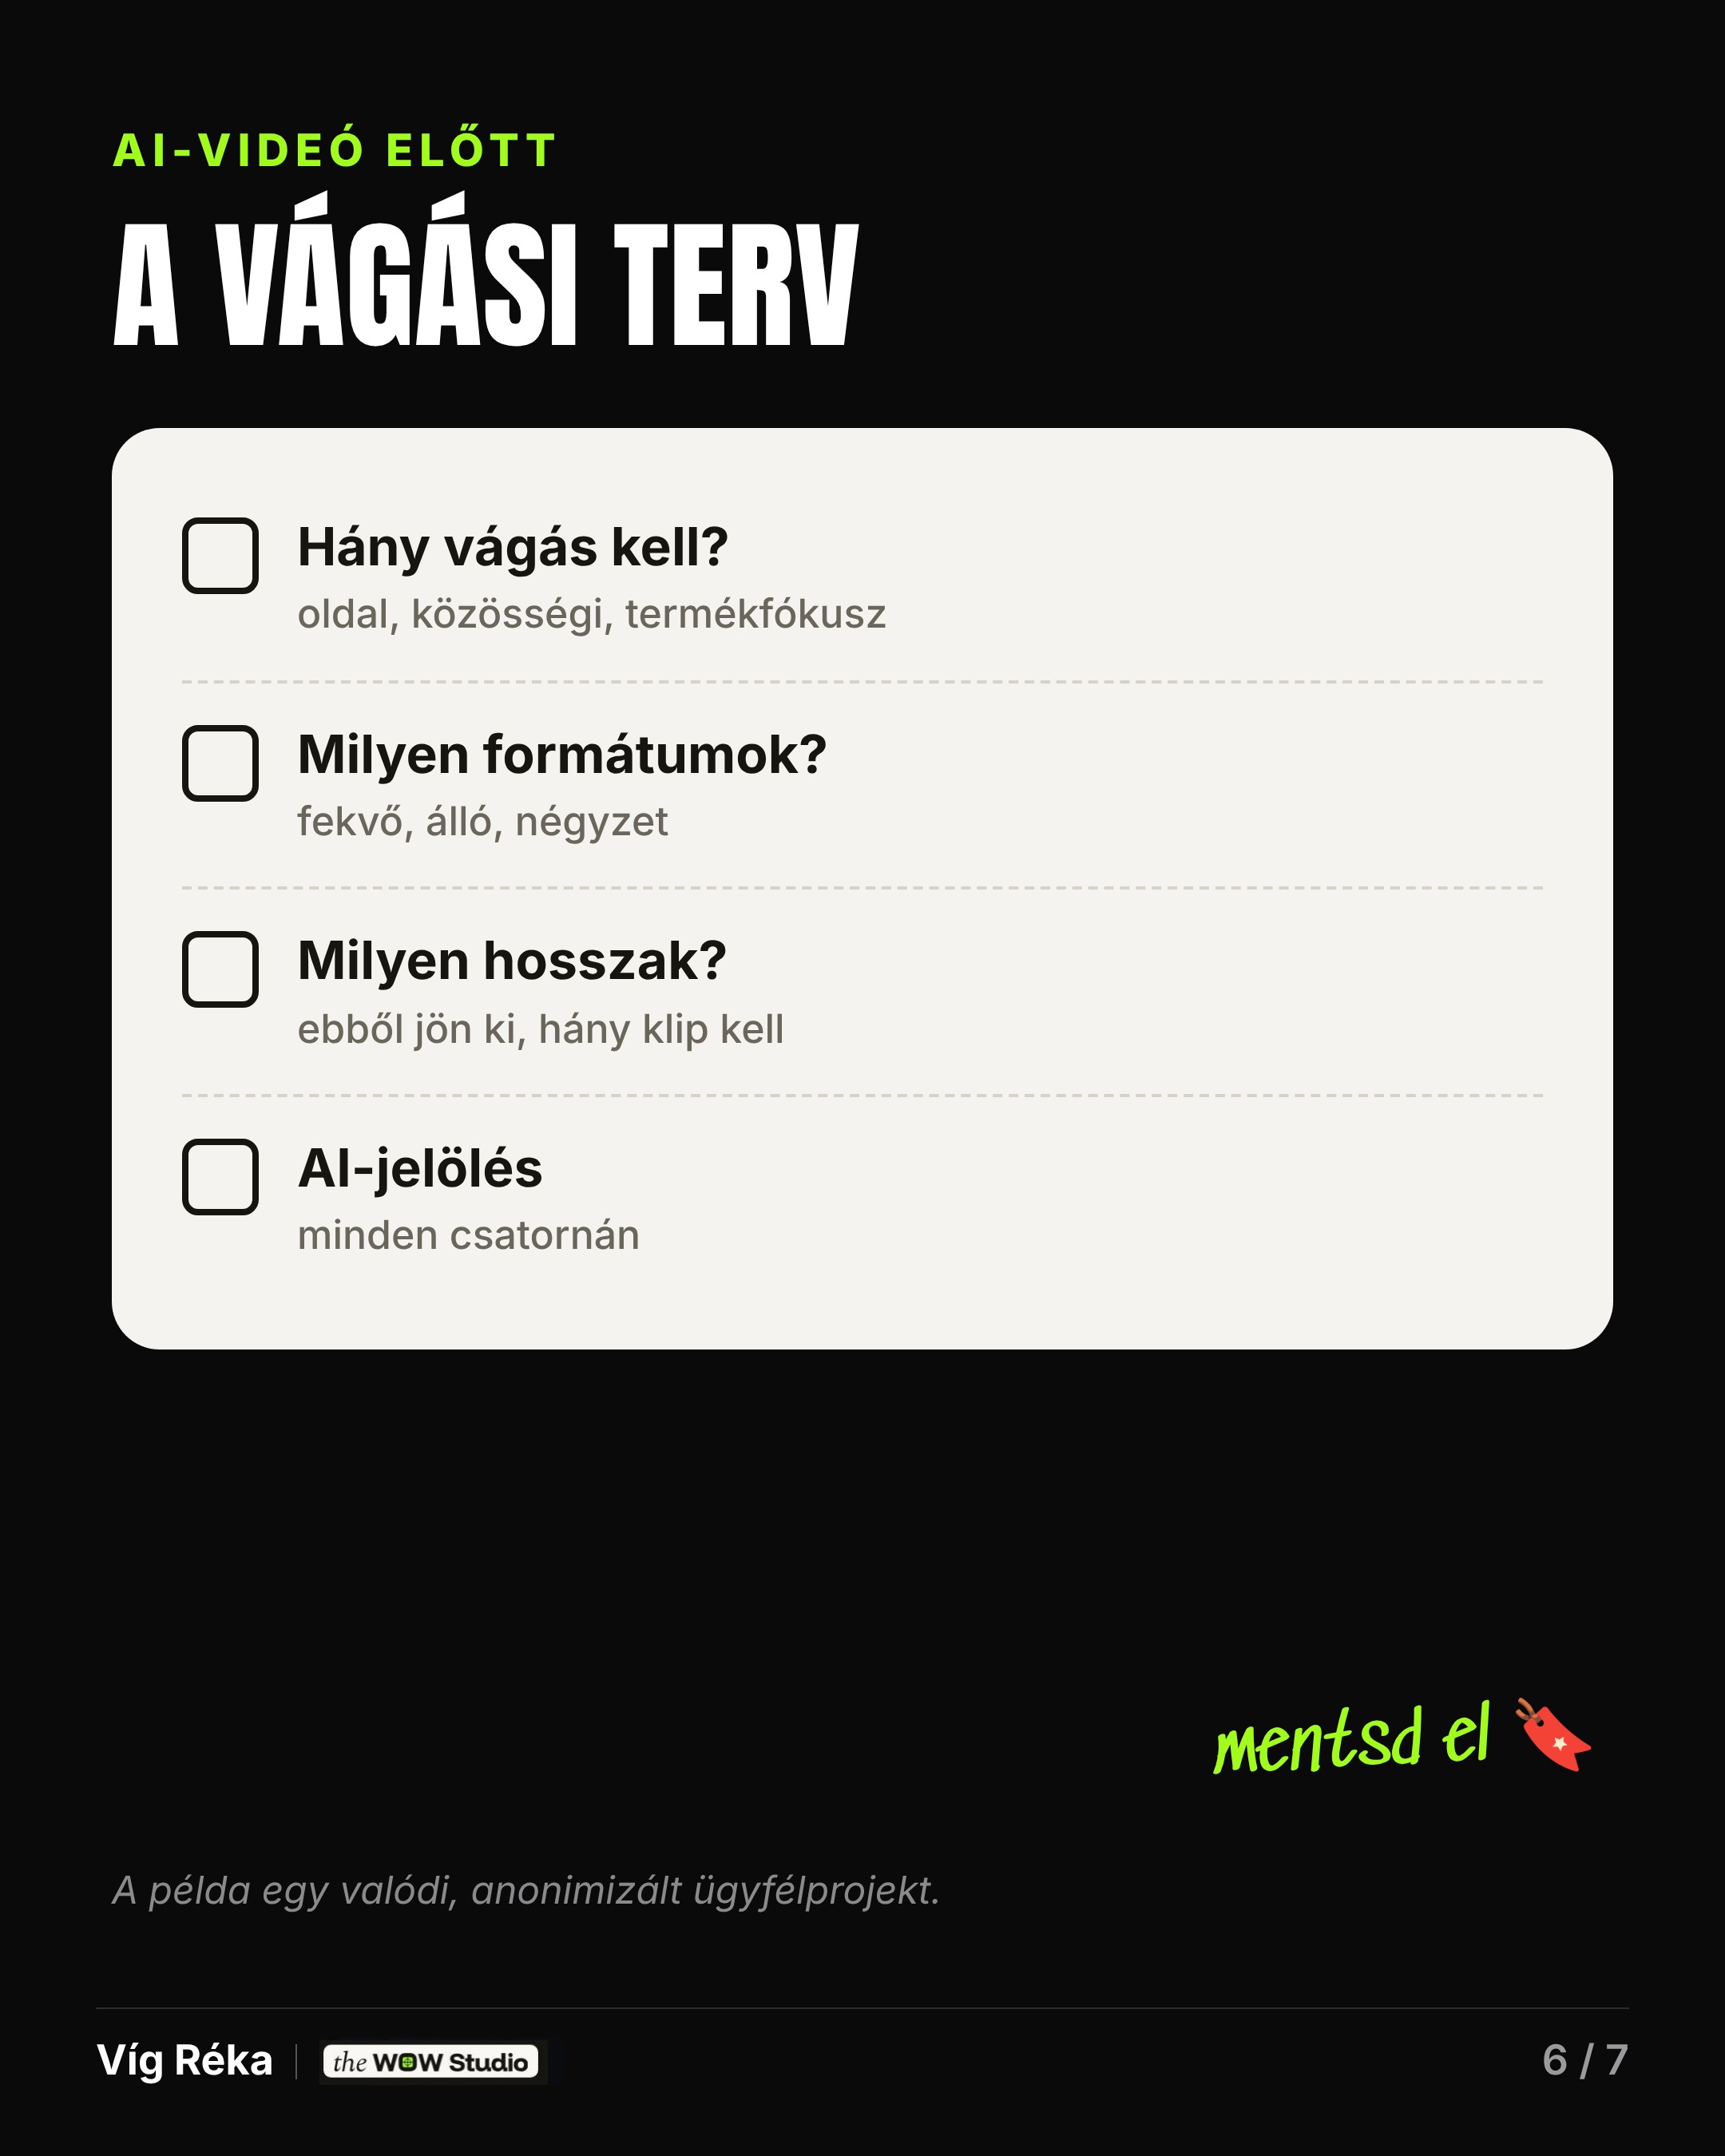 AI-VIDEÓ ELŐTT
A VÁGÁSI TERV
Hány vágás kell?
oldal, közösségi, termékfókusz
Milyen formátumok?
fekvő, álló, négyzet
Milyen hosszak?
ebből jön ki, hány klip kell
AI-jelölés
minden csatornán
mentsd el
A példa egy valódi, anonimizált ügyfélprojekt.
Víg Réka
the WOW Studio
6 / 7